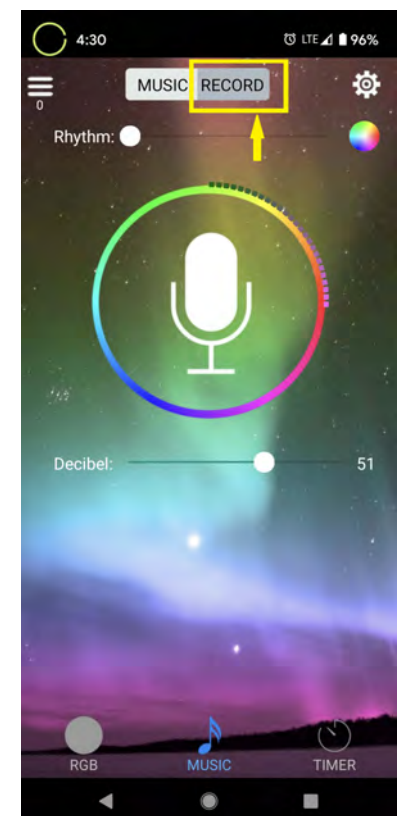 4:30 LTE 96%
0
MUSIC RECORD
Rhythm:
Decibel: 51
RGB MUSIC TIMER